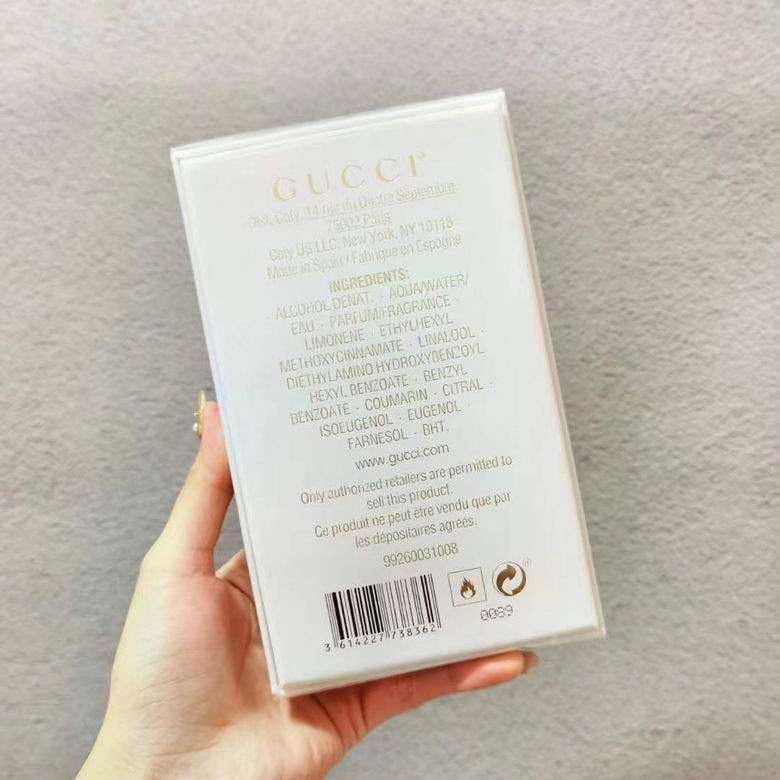 GUCCI®
Dist. Coty, 14 rue du Quatre Septembre
75002 Paris
Coty US LLC, New York, NY 10118
Made in Spain / Fabriqué en Espagne
INGREDIENTS:
ALCOHOL DENAT. · AQUA/WATER/
EAU · PARFUM/FRAGRANCE ·
LIMONENE · ETHYLHEXYL
METHOXYCINNAMATE · LINALOOL ·
DIETHYLAMINO HYDROXYBENZOYL
HEXYL BENZOATE · BENZYL
BENZOATE · COUMARIN · CITRAL ·
ISOEUGENOL · EUGENOL ·
FARNESOL · BHT.
www.gucci.com
Only authorized retailers are permitted to
sell this product.
Ce produit ne peut être vendu que par
les dépositaires agréés.
99260031008
3 614227 738362
0089